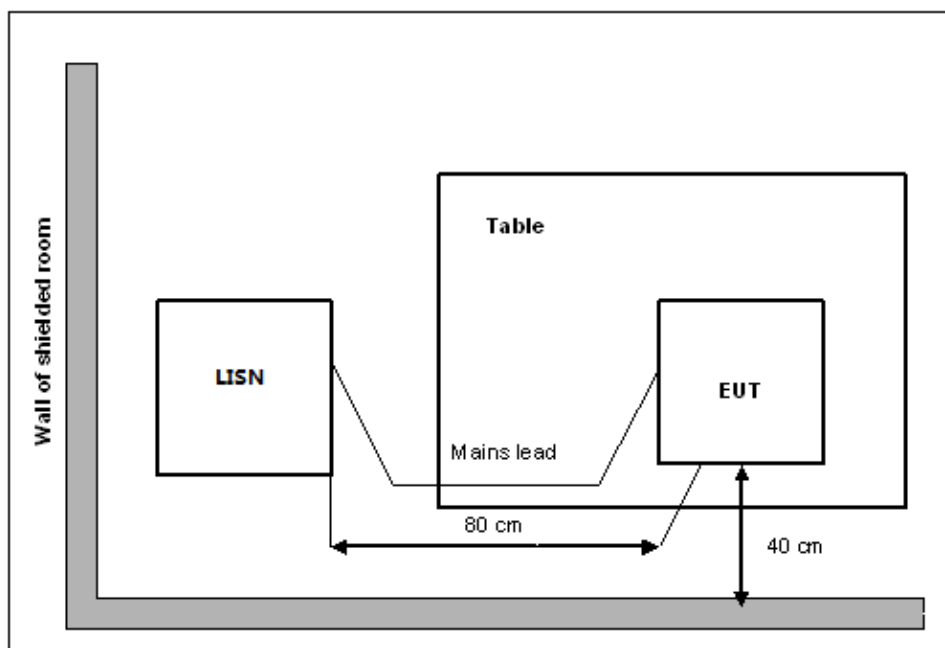 Wall of shielded room
Table
LISN
EUT
Mains lead
80 cm
40 cm